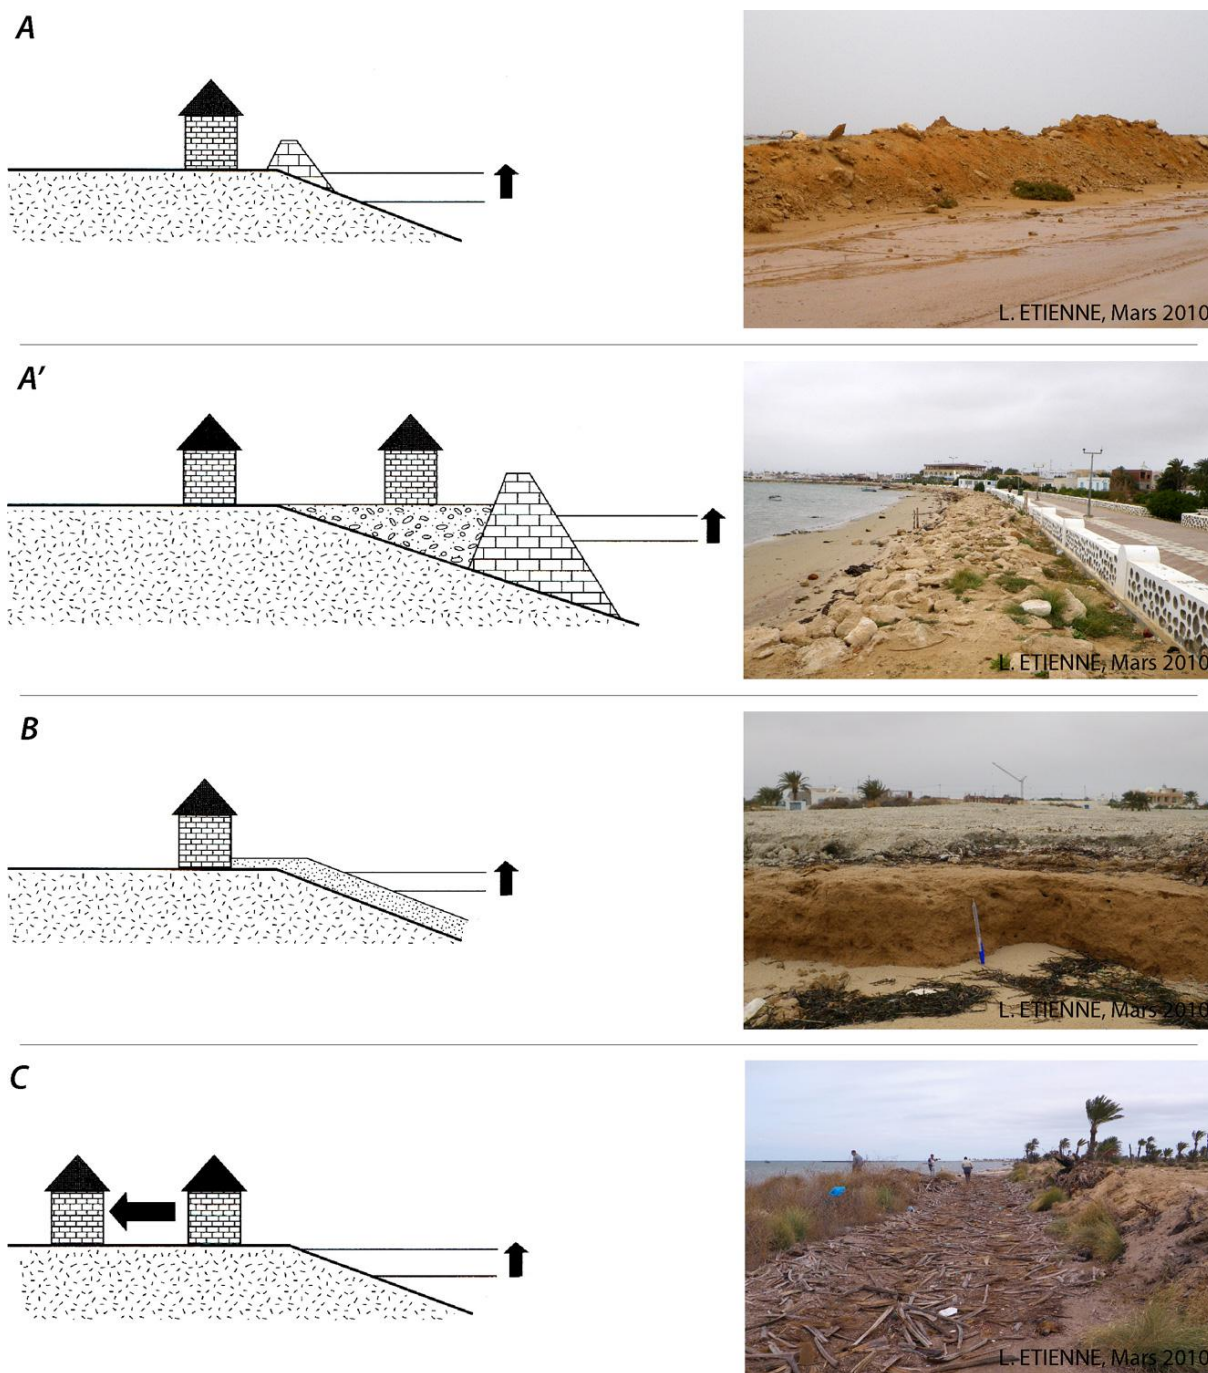 A
L. ETIENNE, Mars 2010
A'
L. ETIENNE, Mars 2010
B
L. ETIENNE, Mars 2010
C
L. ETIENNE, Mars 2010